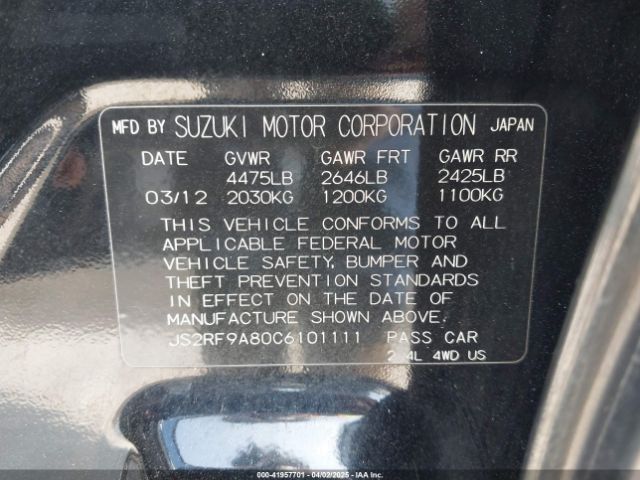 MFD BY SUZUKI MOTOR CORPORATION JAPAN
DATE GVWR GAWR FRT GAWR RR
4475LB 2646LB 2425LB
03/12 2030KG 1200KG 1100KG
THIS VEHICLE CONFORMS TO ALL
APPLICABLE FEDERAL MOTOR
VEHICLE SAFETY, BUMPER AND
THEFT PREVENTION STANDARDS
IN EFFECT ON THE DATE OF
MANUFACTURE SHOWN ABOVE.
JS2RF9A80C6101111 PASS CAR
2.4L 4WD US
000-41957701 - 04/02/2025 - IAAI.COM